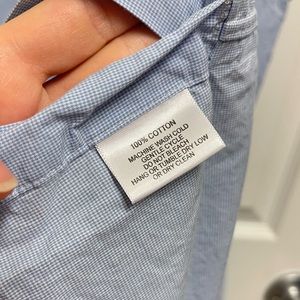 100% COTTON
MACHINE WASH COLD
GENTLE CYCLE
DO NOT BLEACH
HANG OR TUMBLE DRY LOW
OR DRY CLEAN